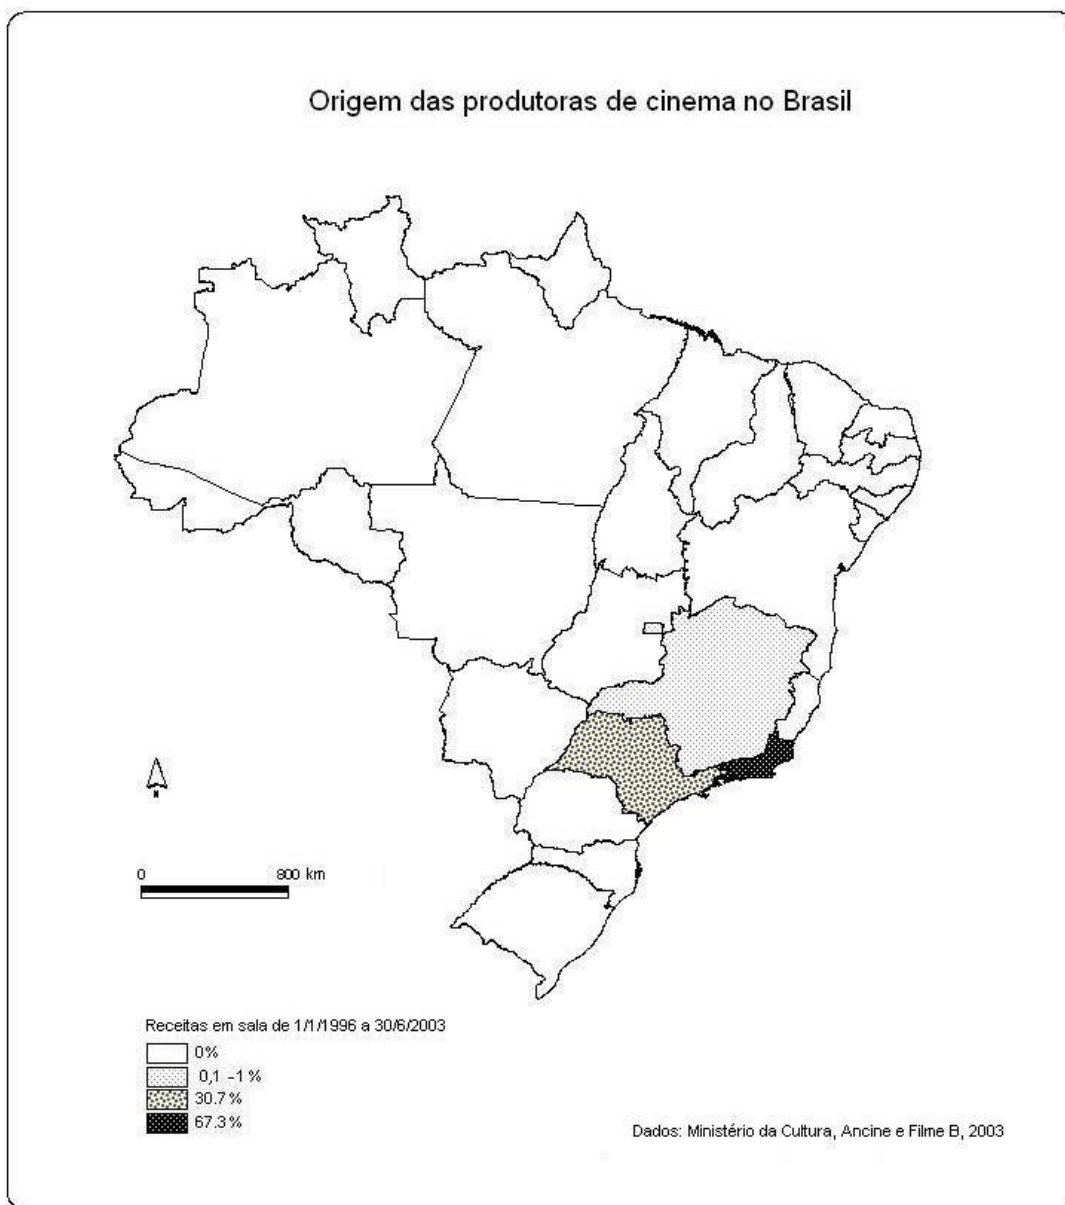 Origem das produtoras de cinema no Brasil
N
0 800 km
Receitas em sala de 1/1/1996 a 30/6/2003
0%
0,1 -1%
30.7%
67.3%
Dados: Ministério da Cultura, Ancine e Filme B, 2003